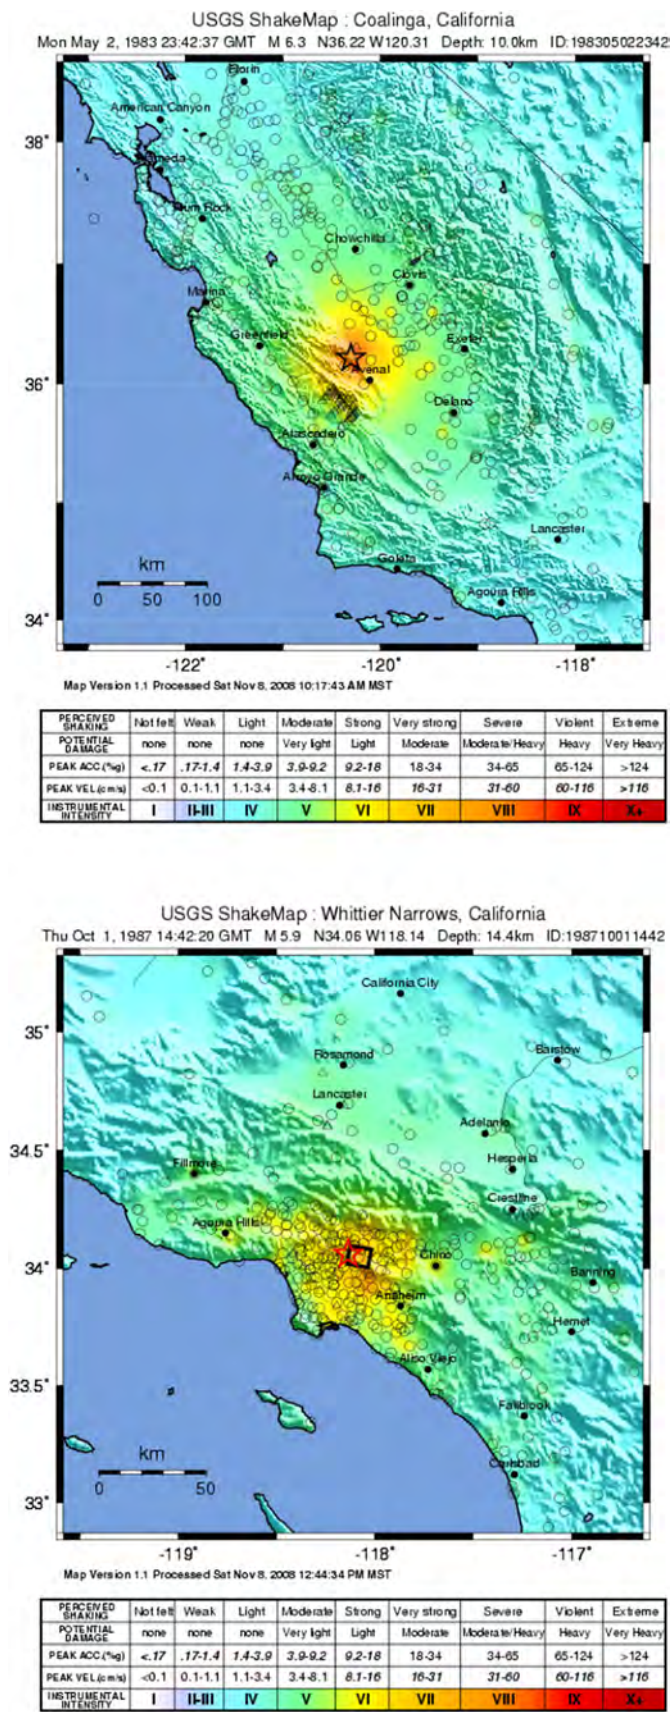 USGS ShakeMap : Coalinga, California
Mon May 2, 1983 23:42:37 GMT M 6.3 N36.22 W120.31 Depth: 10.0km ID:1983050223425
Florin
American Canyon
38°
Alameda
Alum Rock
Chowchilla
Clovis
Marina
Greenfield
Exeter
36°
Avenal
Delano
Atascadero
Arroyo Grande
Lancaster
km
Goleta
Agoura Hills
0 50 100
34°
-122° -120° -118°
Map Version 1.1 Processed Sat Nov 8, 2008 10:17:43 AM MST
PERCEIVED SHAKING Not felt Weak Light Moderate Strong Very strong Severe Violent Extreme
POTENTIAL DAMAGE none none none Very light Light Moderate Moderate/Heavy Heavy Very Heavy
PEAK ACC.(%g) <.17 .17-1.4 1.4-3.9 3.9-9.2 9.2-18 18-34 34-65 65-124 >124
PEAK VEL.(cm/s) <0.1 0.1-1.1 1.1-3.4 3.4-8.1 8.1-16 16-31 31-60 60-116 >116
INSTRUMENTAL INTENSITY I II-III IV V VI VII VIII IX X+
USGS ShakeMap : Whittier Narrows, California
Thu Oct 1, 1987 14:42:20 GMT M 5.9 N34.06 W118.14 Depth: 14.4km ID:198710011442
California City
35°
Rosamond
Barstow
Lancaster
Adelanto
34.5°
Hesperia
Fillmore
Crestline
Agoura Hills
Chino
34°
Banning
Anaheim
Hemet
Aliso Viejo
33.5°
Fallbrook
km
Carlsbad
0 50
33°
-119° -118° -117°
Map Version 1.1 Processed Sat Nov 8, 2008 12:44:34 PM MST
PERCEIVED SHAKING Not felt Weak Light Moderate Strong Very strong Severe Violent Extreme
POTENTIAL DAMAGE none none none Very light Light Moderate Moderate/Heavy Heavy Very Heavy
PEAK ACC.(%g) <.17 .17-1.4 1.4-3.9 3.9-9.2 9.2-18 18-34 34-65 65-124 >124
PEAK VEL.(cm/s) <0.1 0.1-1.1 1.1-3.4 3.4-8.1 8.1-16 16-31 31-60 60-116 >116
INSTRUMENTAL INTENSITY I II-III IV V VI VII VIII IX X+